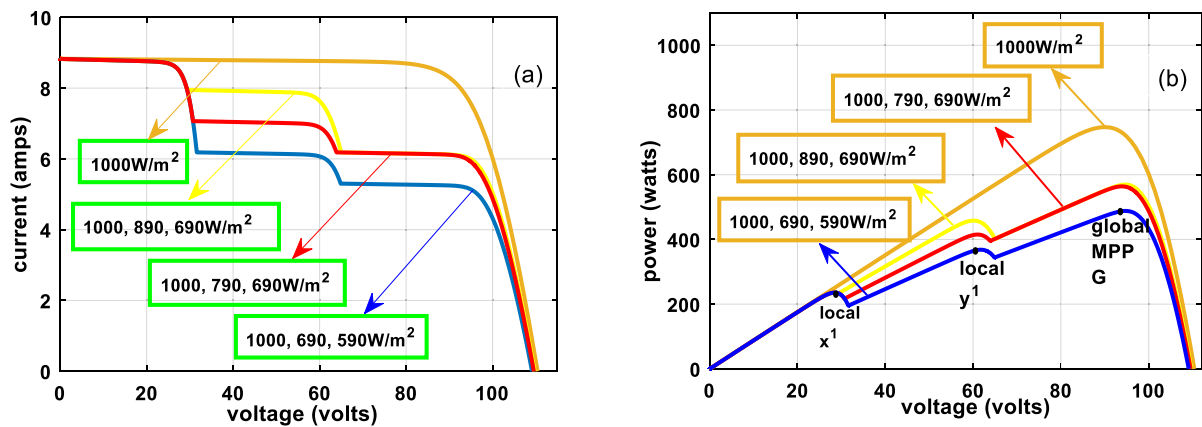 10
8
6
4
2
0
0
20
40
60
80
100
current (amps)
voltage (volts)
(a)
1000W/m²
1000, 890, 690W/m²
1000, 790, 690W/m²
1000, 690, 590W/m²
1000
800
600
400
200
0
0
20
40
60
80
100
power (watts)
voltage (volts)
(b)
1000W/m²
1000, 790, 690W/m²
1000, 890, 690W/m²
1000, 690, 590W/m²
local
x¹
local
y¹
global
MPP
G